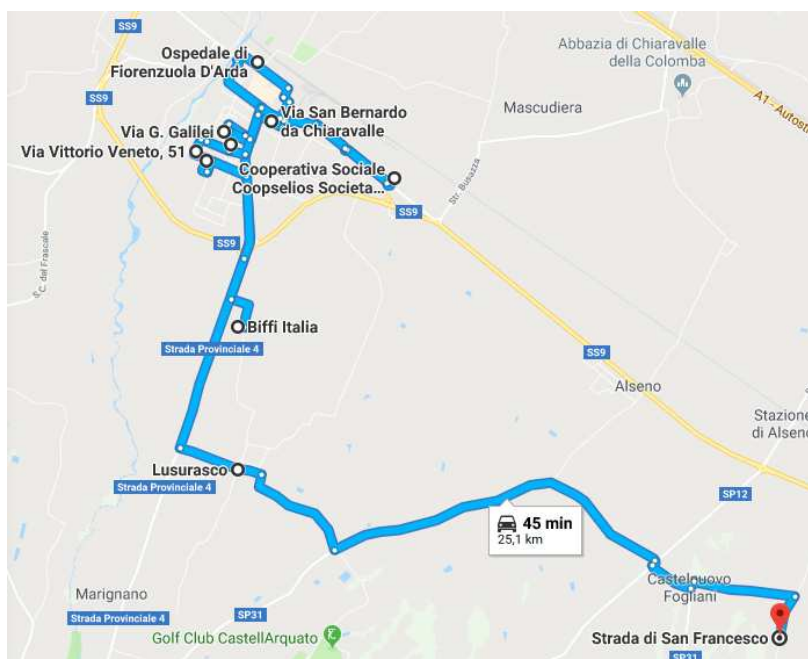 SS9
Ospedale di
Fiorenzuola D'Arda
Abbazia di Chiaravalle
della Colomba
A1 - Autostr
SS9
Mascudiera
Via San Bernardo
da Chiaravalle
Via G. Galilei
Via Vittorio Veneto, 51
Cooperativa Sociale
Coopselios Societa...
Str. Busazza
SS9
S.C. del Frascale
SS9
Biffi Italia
Strada Provinciale 4
SS9
Alseno
Stazione
di Alseno
Lusurasco
Strada Provinciale 4
SP12
45 min
25,1 km
Castelnuovo
Fogliani
Marignano
SP31
Strada Provinciale 4
Golf Club CastellArquato
Strada di San Francesco
SP31